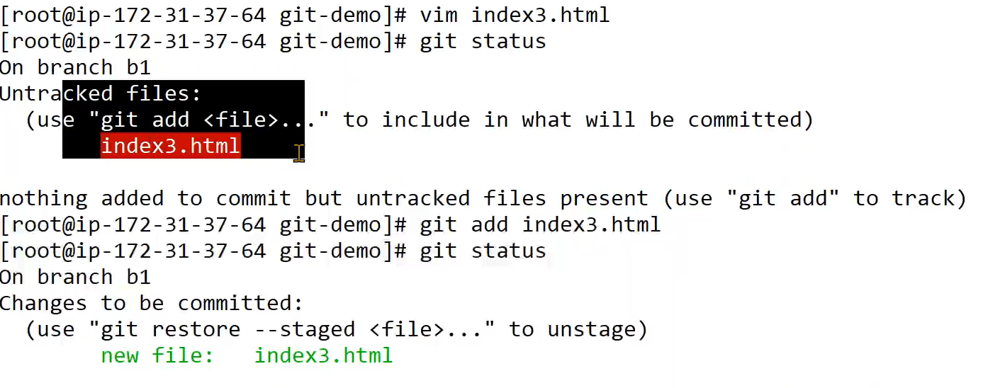 [root@ip-172-31-37-64 git-demo]# vim index3.html
[root@ip-172-31-37-64 git-demo]# git status
On branch b1
Untracked files:
  (use "git add <file>..." to include in what will be committed)
        index3.html

nothing added to commit but untracked files present (use "git add" to track)
[root@ip-172-31-37-64 git-demo]# git add index3.html
[root@ip-172-31-37-64 git-demo]# git status
On branch b1
Changes to be committed:
  (use "git restore --staged <file>..." to unstage)
        new file:   index3.html